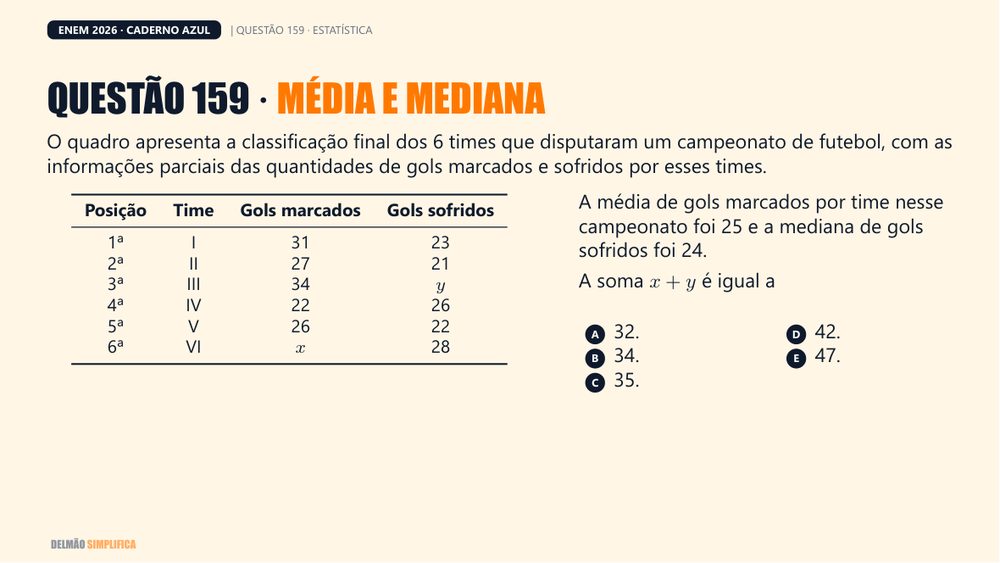 ENEM 2026 · CADERNO AZUL | QUESTÃO 159 · ESTATÍSTICA
QUESTÃO 159 · MÉDIA E MEDIANA
O quadro apresenta a classificação final dos 6 times que disputaram um campeonato de futebol, com as
informações parciais das quantidades de gols marcados e sofridos por esses times.
Posição Time Gols marcados Gols sofridos
1ª I 31 23
2ª II 27 21
3ª III 34 y
4ª IV 22 26
5ª V 26 22
6ª VI x 28
A média de gols marcados por time nesse
campeonato foi 25 e a mediana de gols
sofridos foi 24.
A soma x + y é igual a
A 32.
B 34.
C 35.
D 42.
E 47.
DELMÃO SIMPLIFICA